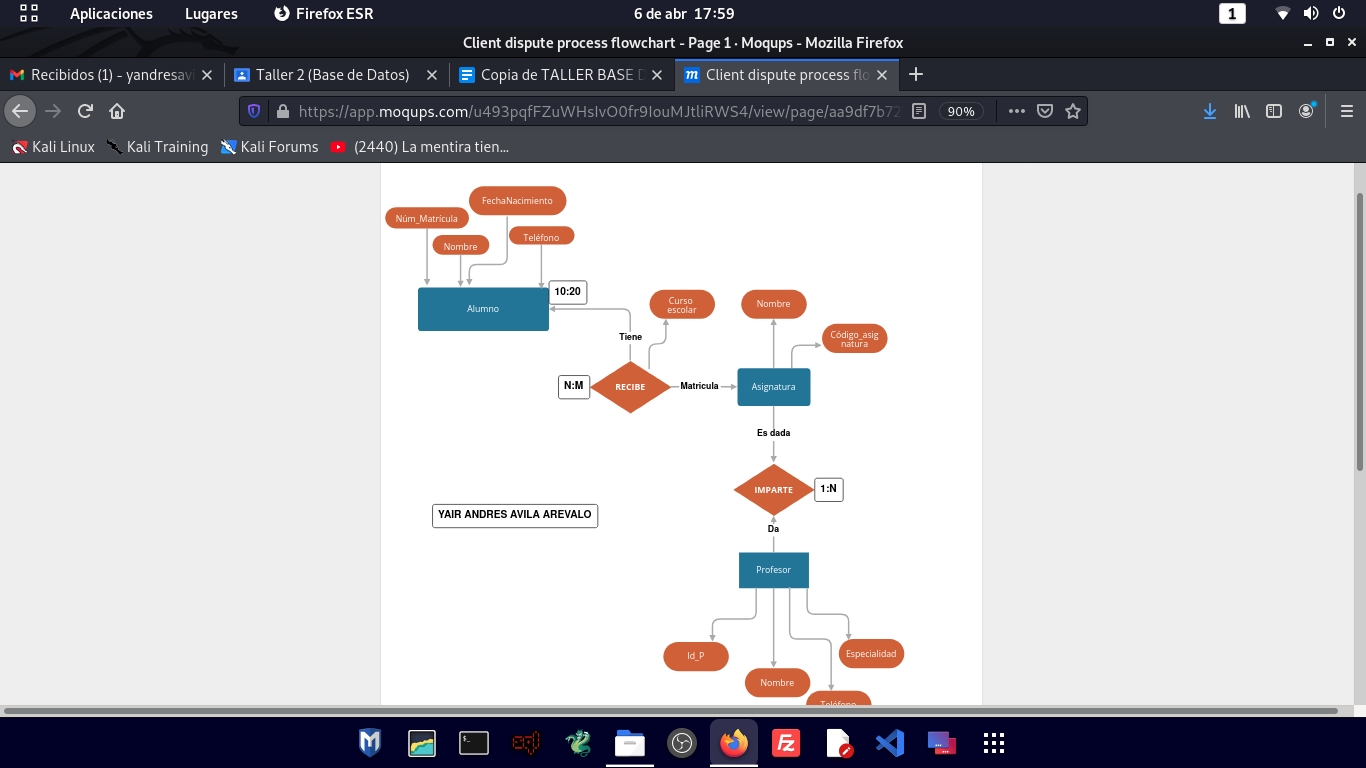 Aplicaciones
Lugares
Firefox ESR
6 de abr 17:59
1
Client dispute process flowchart - Page 1 · Moqups - Mozilla Firefox
Recibidos (1) - yandresavi
Taller 2 (Base de Datos)
Copia de TALLER BASE D
Client dispute process flo
https://app.moqups.com/u493pqfFZuWHsIvO0fr9IouMJtliRWS4/view/page/aa9df7b72
90%
Kali Linux
Kali Training
Kali Forums
(2440) La mentira tien...
FechaNacimiento
Núm_Matrícula
Nombre
Teléfono
10:20
Alumno
Curso
escolar
Nombre
Código_asig
natura
Tiene
N:M
RECIBE
Matricula
Asignatura
Es dada
IMPARTE
1:N
YAIR ANDRES AVILA AREVALO
Da
Profesor
Id_P
Especialidad
Nombre
Teléfono